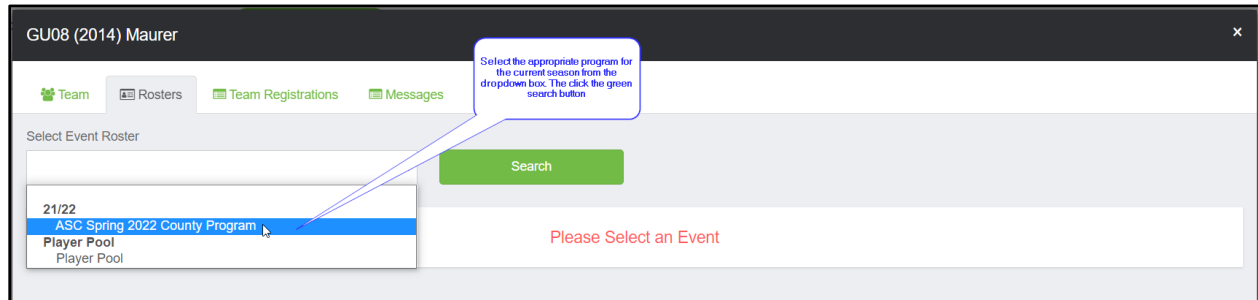 GU08 (2014) Maurer
×
Select the appropriate program for
the current season from the
dropdown box. The click the green
search button
Team
Rosters
Team Registrations
Messages
Select Event Roster
Search
21/22
ASC Spring 2022 County Program
Player Pool
Player Pool
Please Select an Event